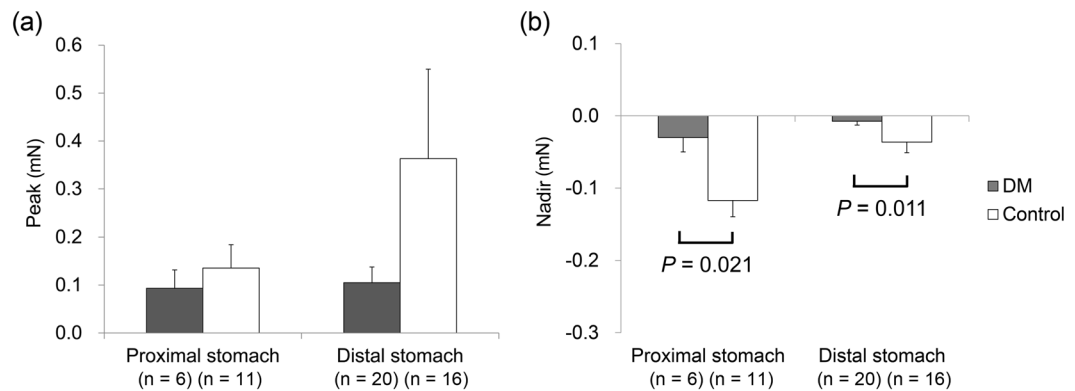 (a)
Peak (mN)
0.6
0.5
0.4
0.3
0.2
0.1
0.0
Proximal stomach
(n = 6) (n = 11)
Distal stomach
(n = 20) (n = 16)
(b)
Nadir (mN)
0.1
0.0
-0.1
-0.2
-0.3
P = 0.021
P = 0.011
Proximal stomach
(n = 6) (n = 11)
Distal stomach
(n = 20) (n = 16)
DM
Control